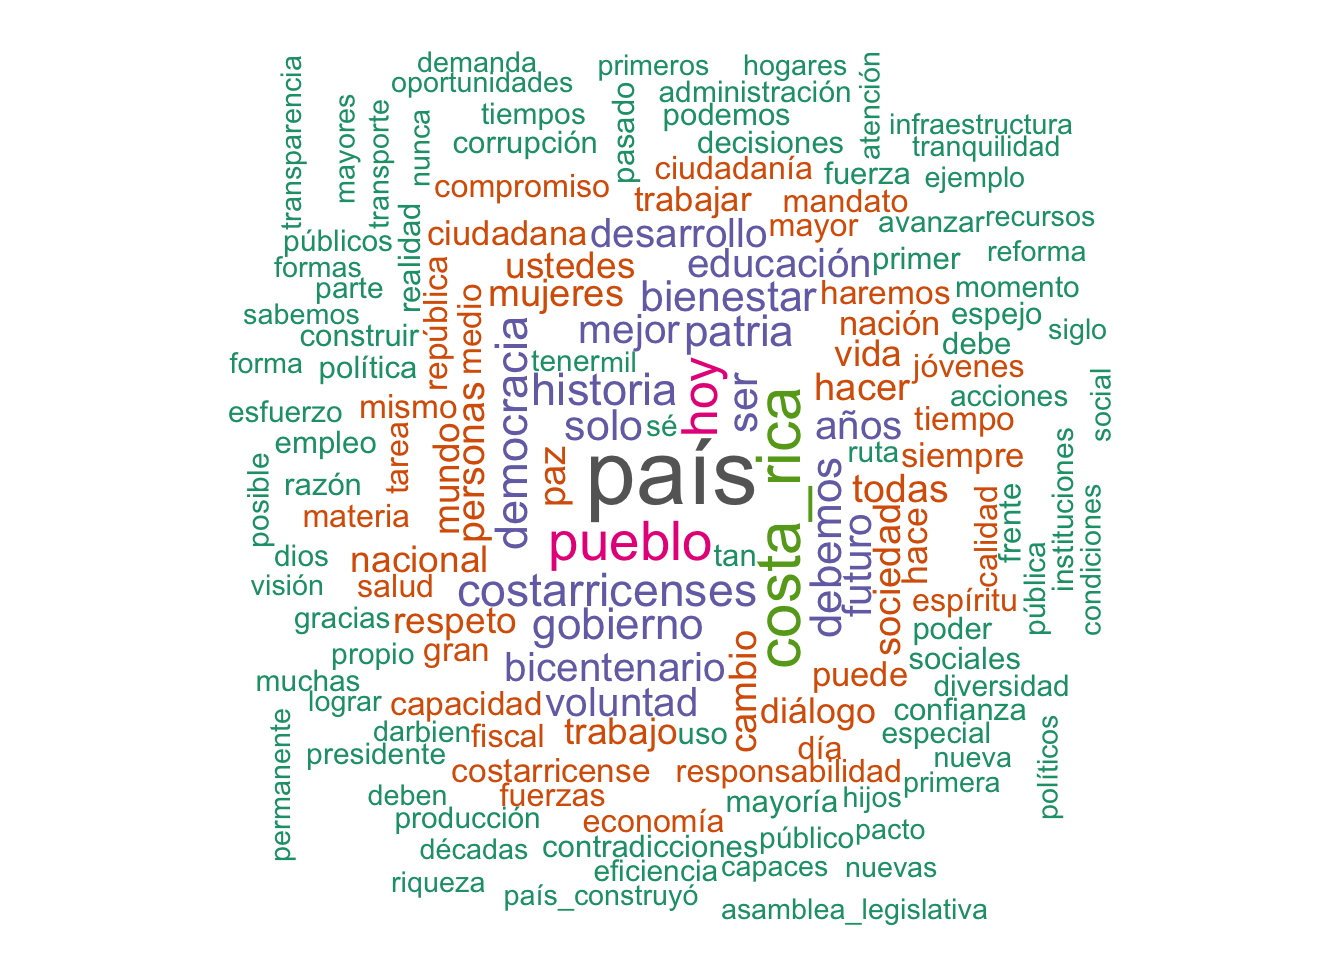 demanda
primeros
hogares
oportunidades
administración
atención
transparencia
mayores
transporte
nunca
tiempos
pasado
podemos
infraestructura
corrupción
decisiones
tranquilidad
ciudadanía
fuerza
ejemplo
compromiso
trabajar
mandato
públicos
realidad
ciudadana
desarrollo
mayor
avanzar
recursos
formas
república
medio
ustedes
educación
primer
reforma
parte
mujeres
bienestar
haremos
momento
sabemos
construir
democracia
mejor
patria
nación
espejo
siglo
forma
política
tener
mil
hoy
ser
vida
debe
jóvenes
esfuerzo
mismo
personas
historia
costa_rica
hacer
acciones
social
empleo
tarea
mundo
solo
sé
años
tiempo
posible
razón
paz
país
debemos
ruta
siempre
materia
todas
calidad
frente
instituciones
dios
nacional
pueblo
tan
futuro
sociedad
hace
pública
condiciones
visión
salud
costarricenses
espíritu
gracias
respeto
gobierno
poder
propio
gran
bicentenario
cambio
puede
sociales
muchas
lograr
capacidad
voluntad
diálogo
diversidad
confianza
permanente
darbien
fiscal
trabajo
uso
especial
políticos
presidente
día
nueva
costarricense
responsabilidad
primera
deben
fuerzas
mayoría
hijos
producción
economía
público
pacto
décadas
contradicciones
eficiencia
capaces
nuevas
riqueza
país_construyó
asamblea_legislativa